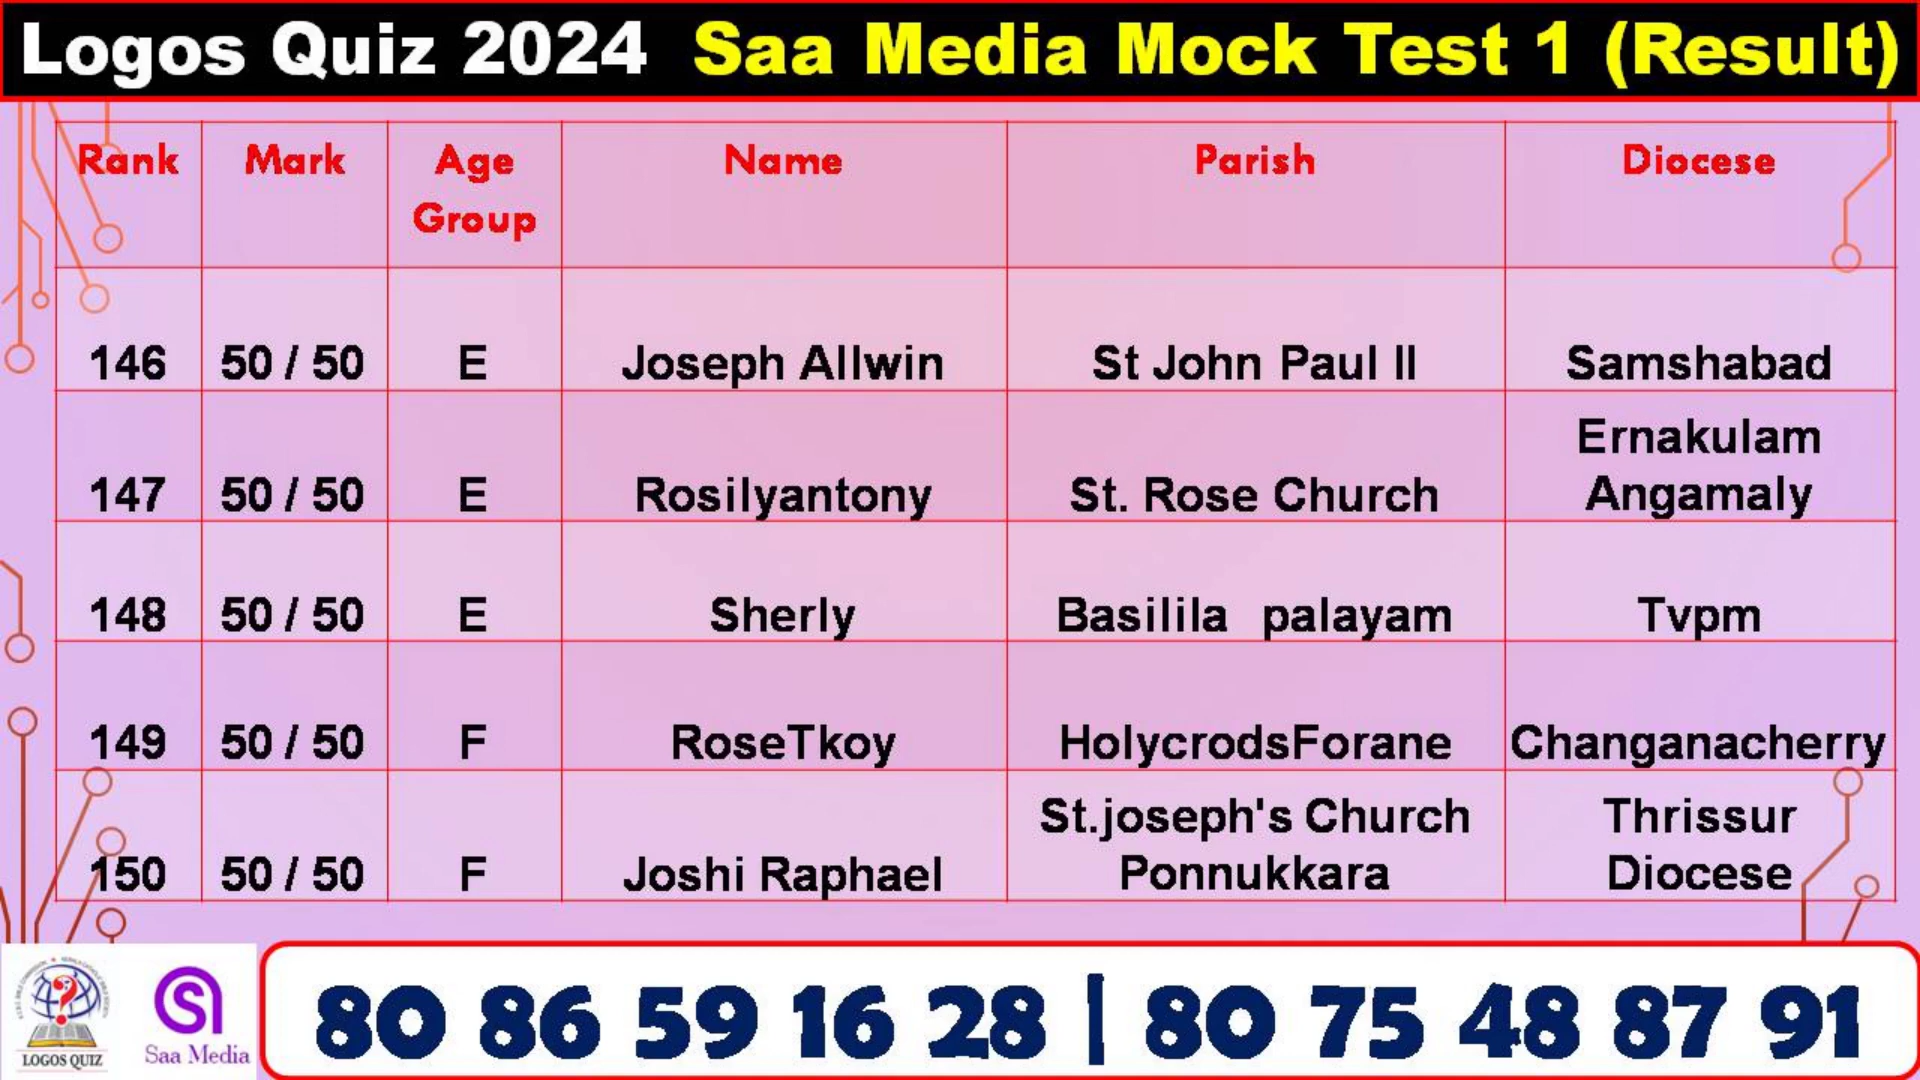 Logos Quiz 2024 Saa Media Mock Test 1 (Result)
Rank Mark Age Group Name Parish Diocese
146 50 / 50 E Joseph Allwin St John Paul II Samshabad
147 50 / 50 E Rosilyantony St. Rose Church Ernakulam Angamaly
148 50 / 50 E Sherly Basilila palayam Tvpm
149 50 / 50 F RoseTkoy HolycrodsForane Changanacherry
150 50 / 50 F Joshi Raphael St.joseph's Church Ponnukkara Thrissur Diocese
LOGOS QUIZ
Saa Media
80 86 59 16 28 | 80 75 48 87 91